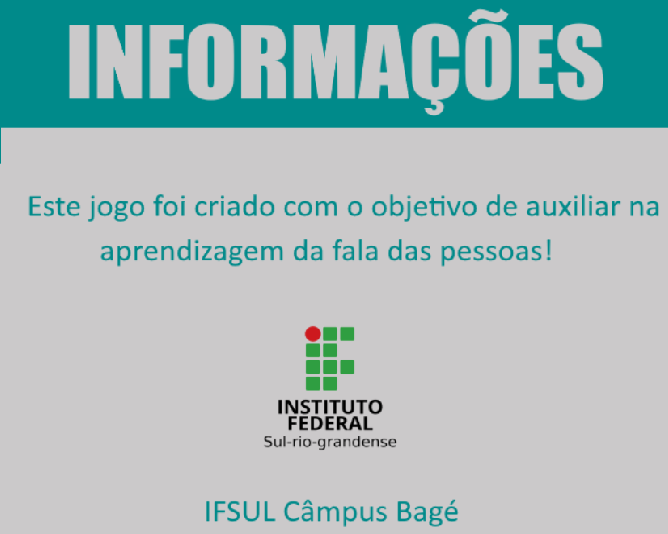 INFORMAÇÕES
Este jogo foi criado com o objetivo de auxiliar na
aprendizagem da fala das pessoas!
INSTITUTO
FEDERAL
Sul-rio-grandense
IFSUL Câmpus Bagé